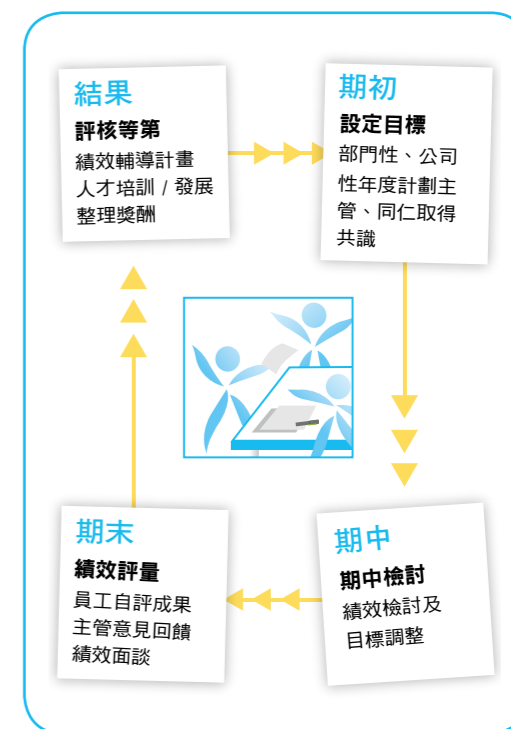 結果
評核等第
績效輔導計畫
人才培訓 / 發展
整理獎酬
期初
設定目標
部門性、公司
性年度計劃主
管、同仁取得
共識
期末
績效評量
員工自評成果
主管意見回饋
績效面談
期中
期中檢討
績效檢討及
目標調整